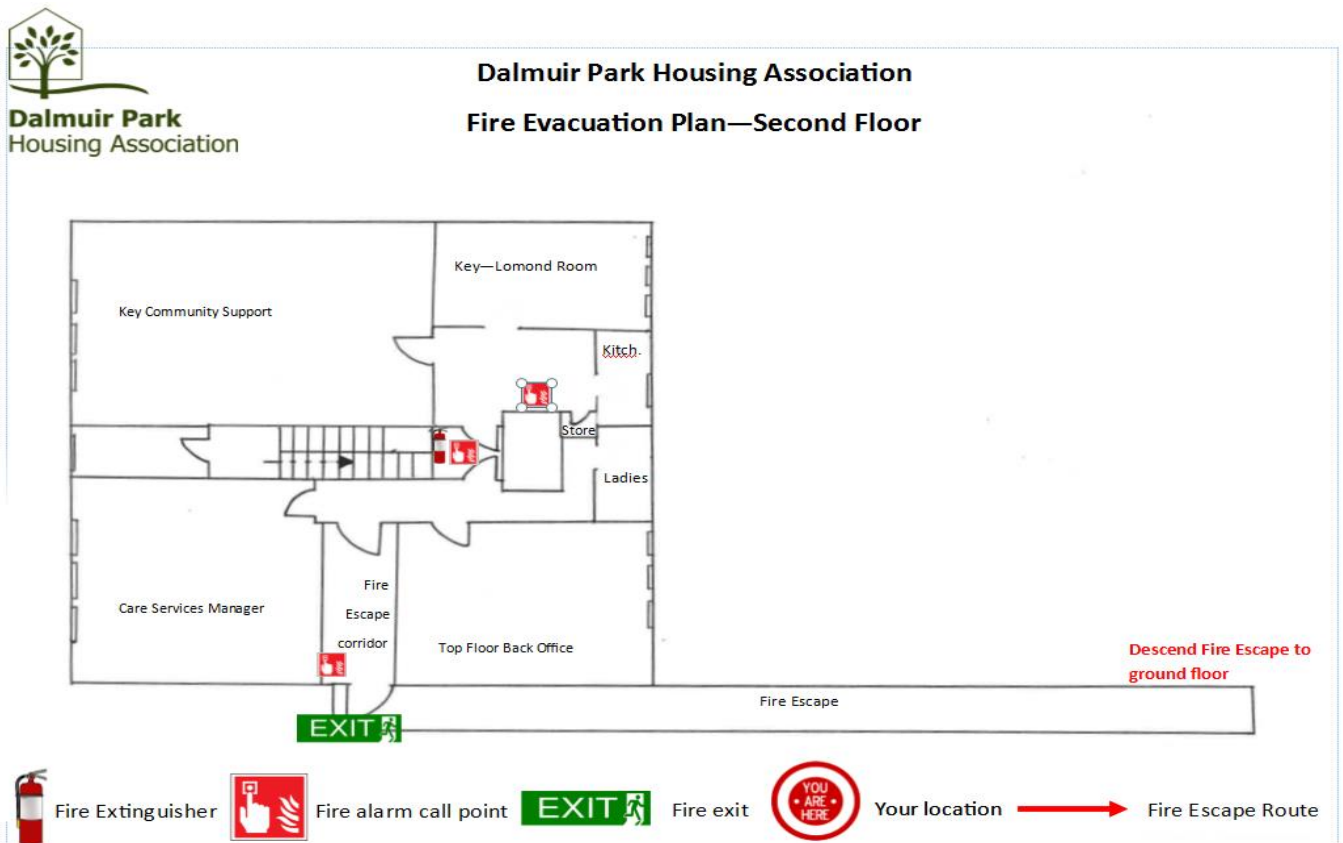 Dalmuir Park
Housing Association
Dalmuir Park Housing Association
Fire Evacuation Plan—Second Floor
Key—Lomond Room
Key Community Support
Kitch.
Store
Ladies
Fire
Escape
corridor
Care Services Manager
Top Floor Back Office
Descend Fire Escape to
ground floor
Fire Escape
EXIT
Fire Extinguisher
Fire alarm call point
EXIT
Fire exit
YOU
ARE
HERE
Your location
Fire Escape Route